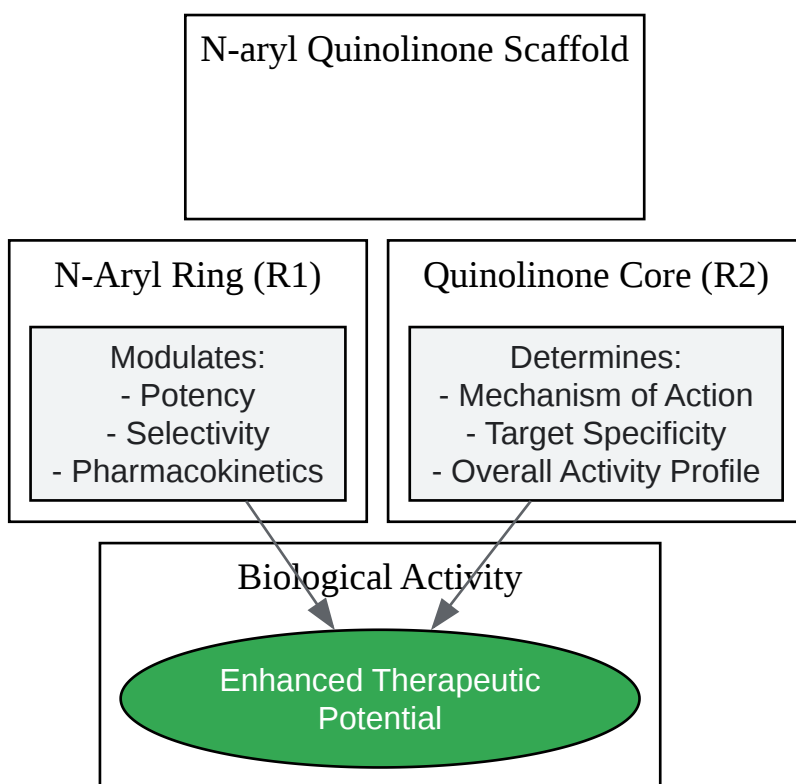 N-aryl Quinolinone Scaffold
N-Aryl Ring (R1)
Modulates:
- Potency
- Selectivity
- Pharmacokinetics
Quinolinone Core (R2)
Determines:
- Mechanism of Action
- Target Specificity
- Overall Activity Profile
Biological Activity
Enhanced Therapeutic
Potential